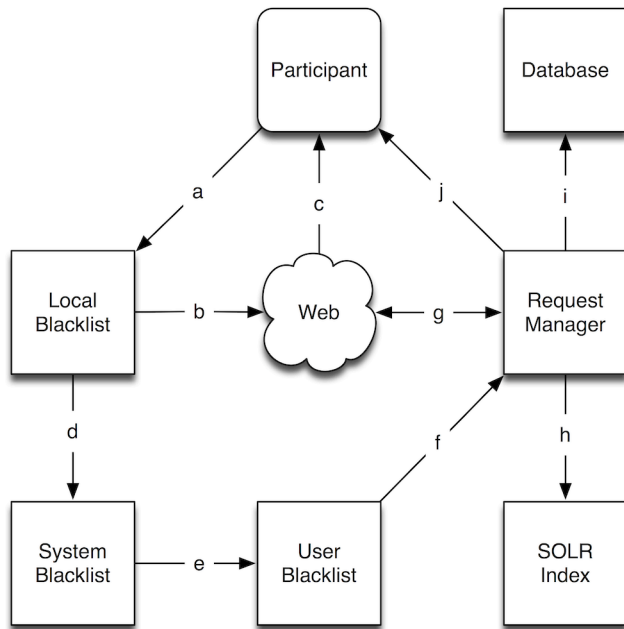 Participant
Database
a
c
j
i
Local
Blacklist
b
Web
g
Request
Manager
d
f
h
System
Blacklist
e
User
Blacklist
SOLR
Index